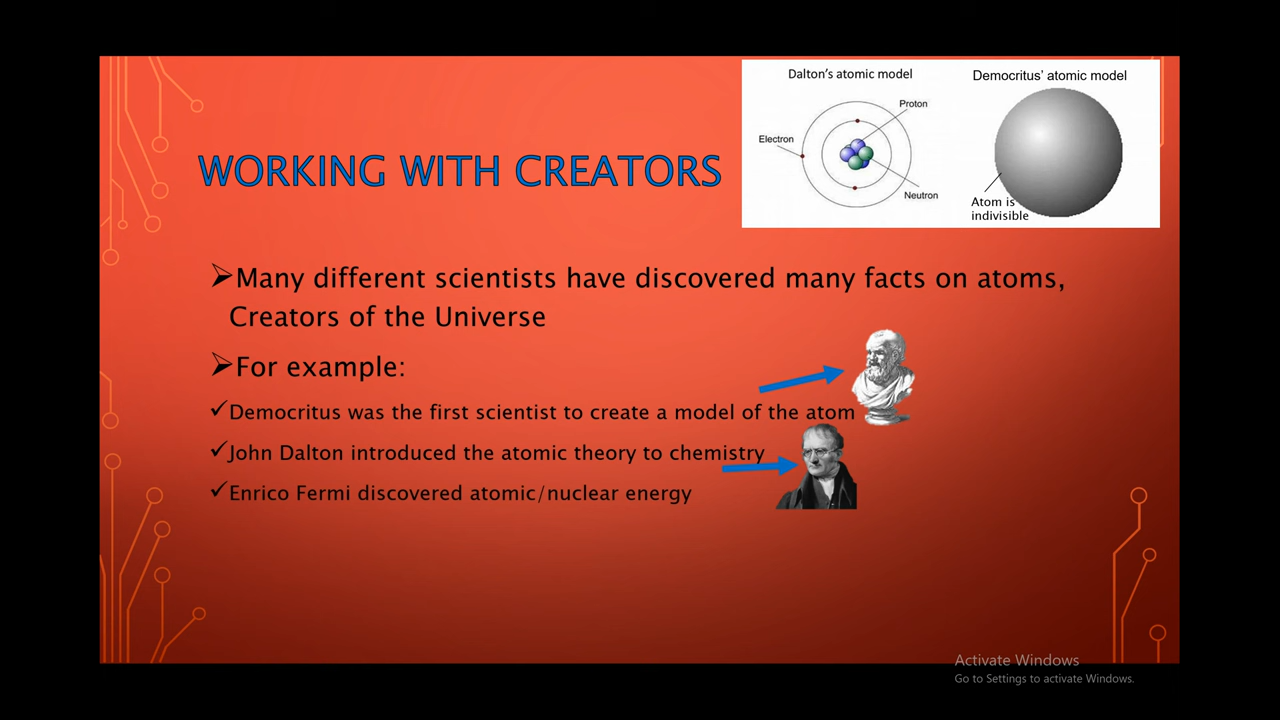 Dalton's atomic model
Democritus' atomic model
Proton
Electron
Neutron
Atom is
indivisible
WORKING WITH CREATORS
➢Many different scientists have discovered many facts on atoms,
Creators of the Universe
➢For example:
✓Democritus was the first scientist to create a model of the atom
✓John Dalton introduced the atomic theory to chemistry
✓Enrico Fermi discovered atomic/nuclear energy
Activate Windows
Go to Settings to activate Windows.